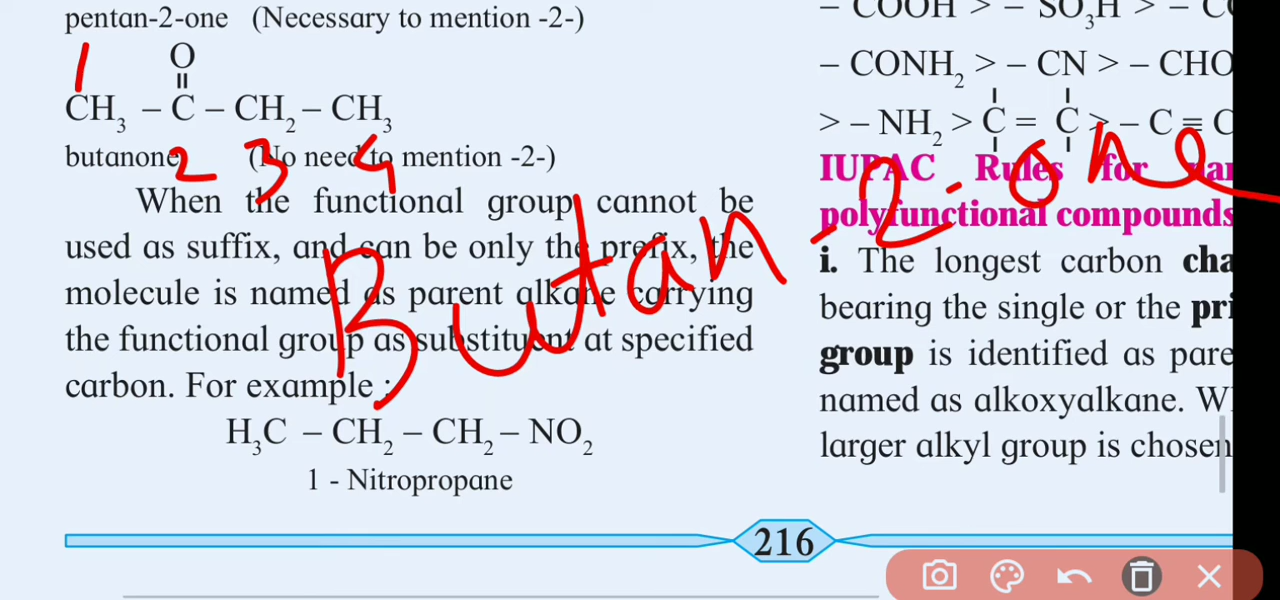 pentan-2-one (Necessary to mention -2-)
1
O
CH3 – C – CH2 – CH3
2 3 4
butanone (No need to mention -2-)
When the functional group cannot be
used as suffix, and can be only the prefix, the
molecule is named as parent alkane carrying
the functional group as substituent at specified
carbon. For example :
H3C – CH2 – CH2 – NO2
1 - Nitropropane
Butan-2-one
– COOH > – SO3H > – CO
– CONH2 > – CN > – CHO
> – NH2 > C = C > – C ≡ C
IUPAC Rules for
polyfunctional compounds
i. The longest carbon cha
bearing the single or the pri
group is identified as pare
named as alkoxyalkane. W
larger alkyl group is chosen
216